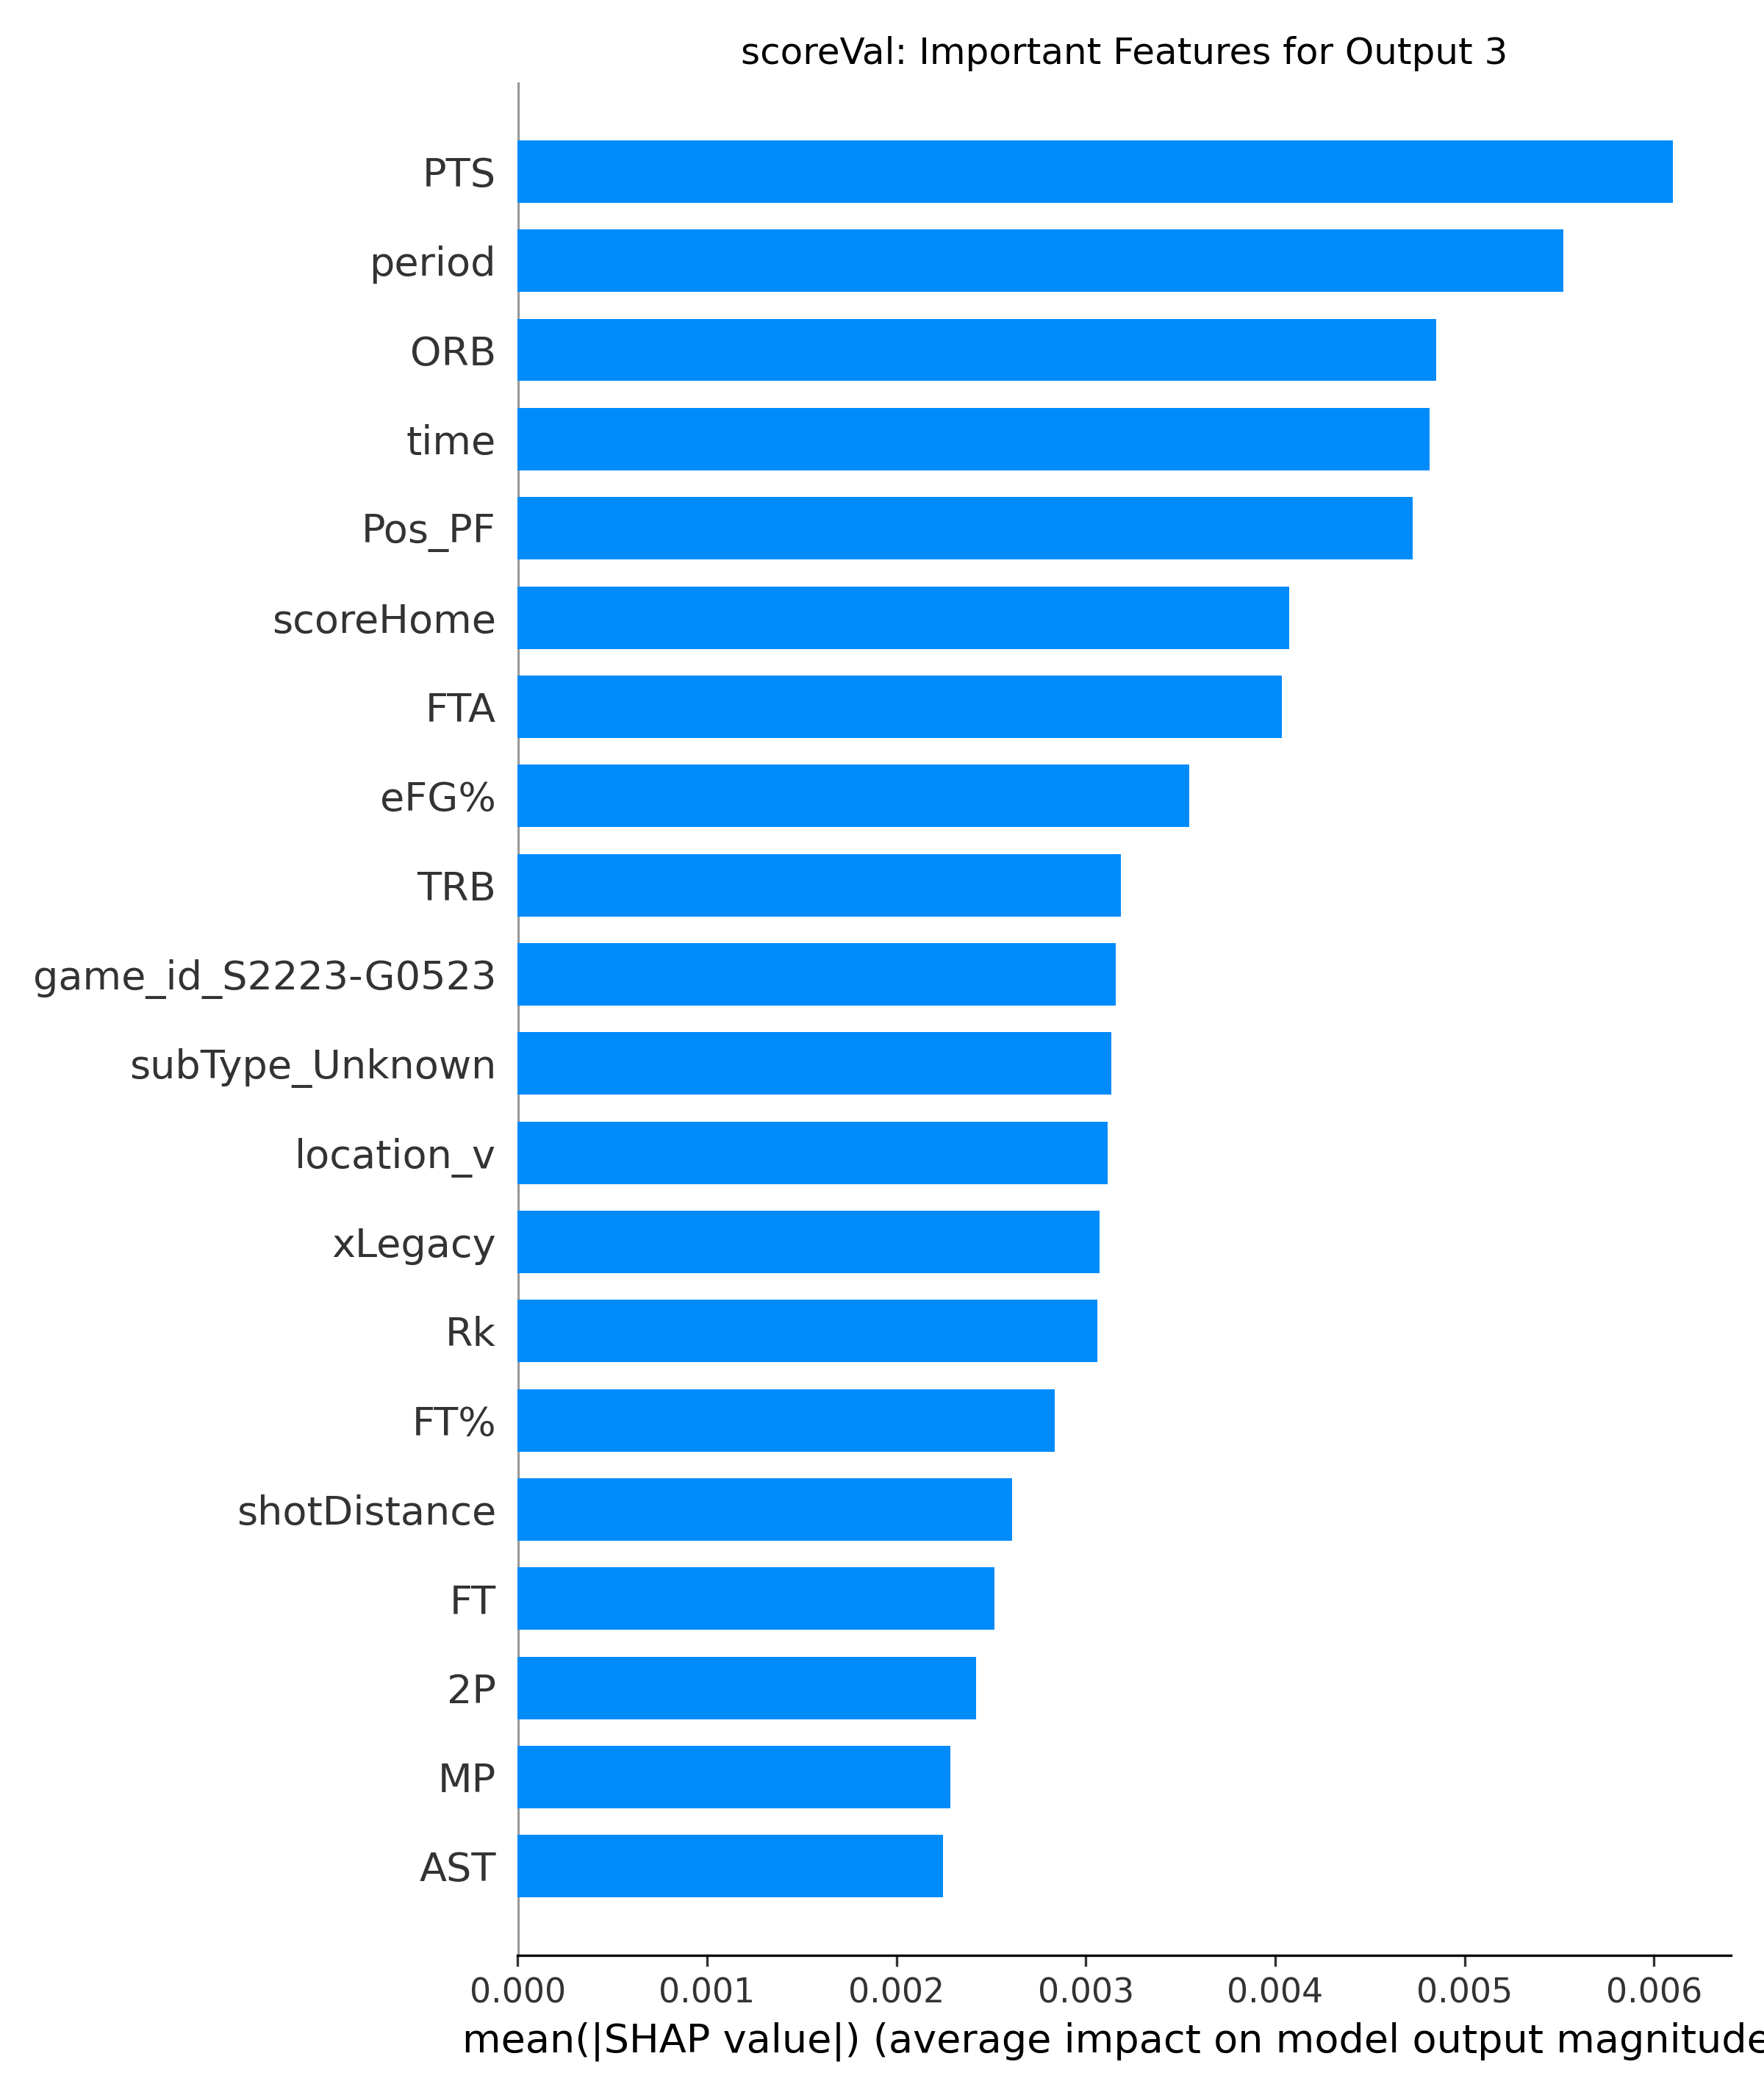 scoreVal: Important Features for Output 3
PTS
period
ORB
time
Pos_PF
scoreHome
FTA
eFG%
TRB
game_id_S2223-G0523
subType_Unknown
location_v
xLegacy
Rk
FT%
shotDistance
FT
2P
MP
AST
0.000 0.001 0.002 0.003 0.004 0.005 0.006
mean(|SHAP value|) (average impact on model output magnitude